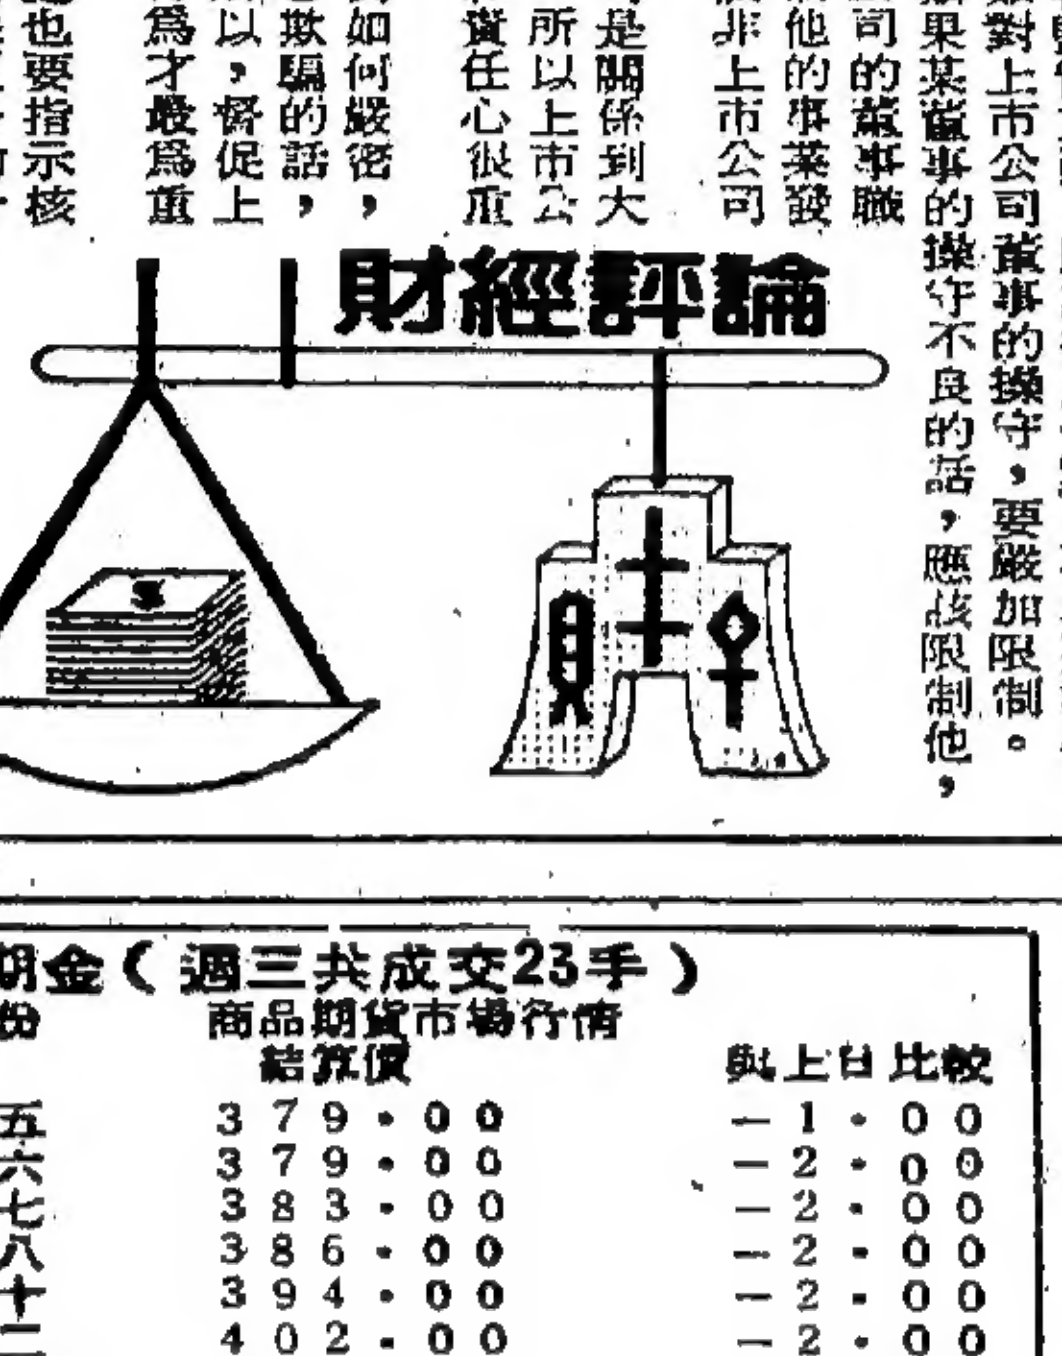 對上市公司董事的操守，要嚴加限制。
果某董事的操守不良的話，應該限制他，
司的董事職
他的事業發
非上市公司
是關係到大
所以上市公
責任心很重
如何嚴密，
欺騙的話，
以，督促上
為才最為重
也要指示核
財經評論
期金（週三共成交23手）
份
商品期貨市場行情
結算價
與上日比較
五 379·00 —1·00
六 379·00 —2·00
七 383·00 —2·00
八 386·00 —2·00
十 394·00 —2·00
二 402·00 —2·00